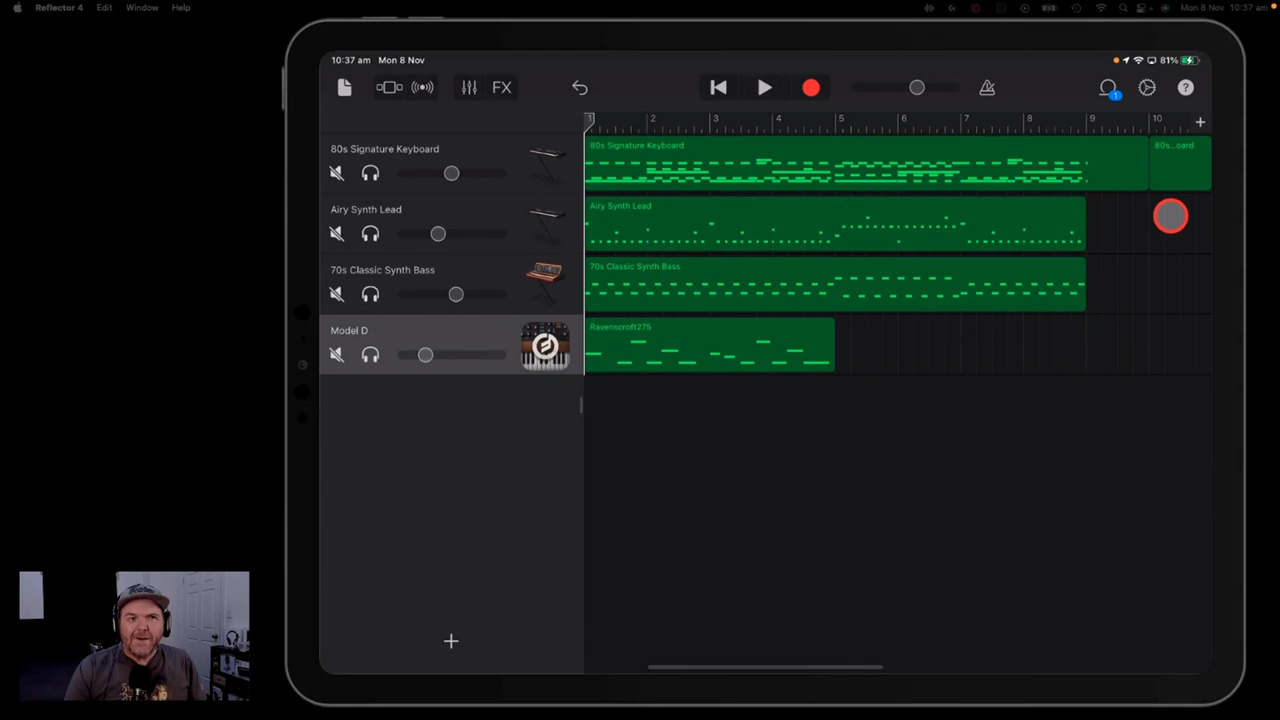 Reflector 4 Edit Window Help Mon 8 Nov 10:37 am
10:37 am Mon 8 Nov 81%
FX 1
1 2 3 4 5 6 7 8 9 10
80s Signature Keyboard
80s Signature Keyboard 80s...oard
Airy Synth Lead
Airy Synth Lead
70s Classic Synth Bass
70s Classic Synth Bass
Model D
Ravenscroft275